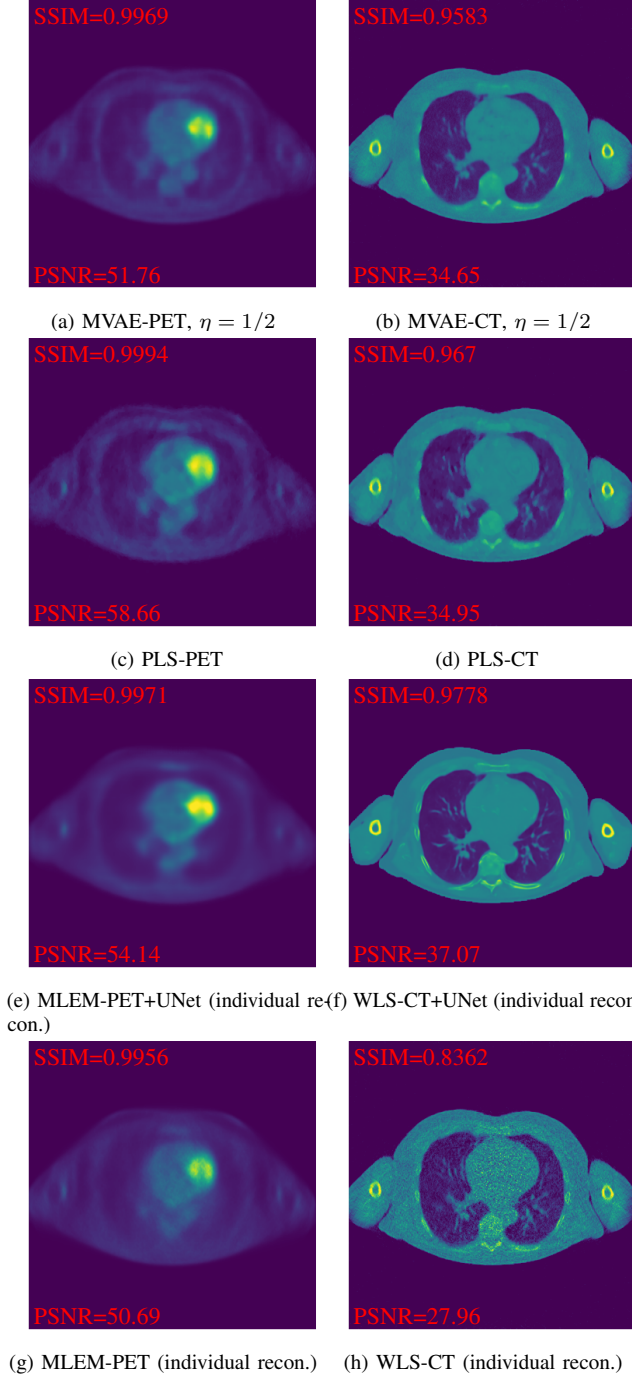 SSIM=0.9969 SSIM=0.9583
PSNR=51.76 PSNR=34.65
(a) MVAE-PET, η = 1/2 (b) MVAE-CT, η = 1/2
SSIM=0.9994 SSIM=0.967
PSNR=58.66 PSNR=34.95
(c) PLS-PET (d) PLS-CT
SSIM=0.9971 SSIM=0.9778
PSNR=54.14 PSNR=37.07
(e) MLEM-PET+UNet (individual re-(f) WLS-CT+UNet (individual recon
con.)
SSIM=0.9956 SSIM=0.8362
PSNR=50.69 PSNR=27.96
(g) MLEM-PET (individual recon.) (h) WLS-CT (individual recon.)